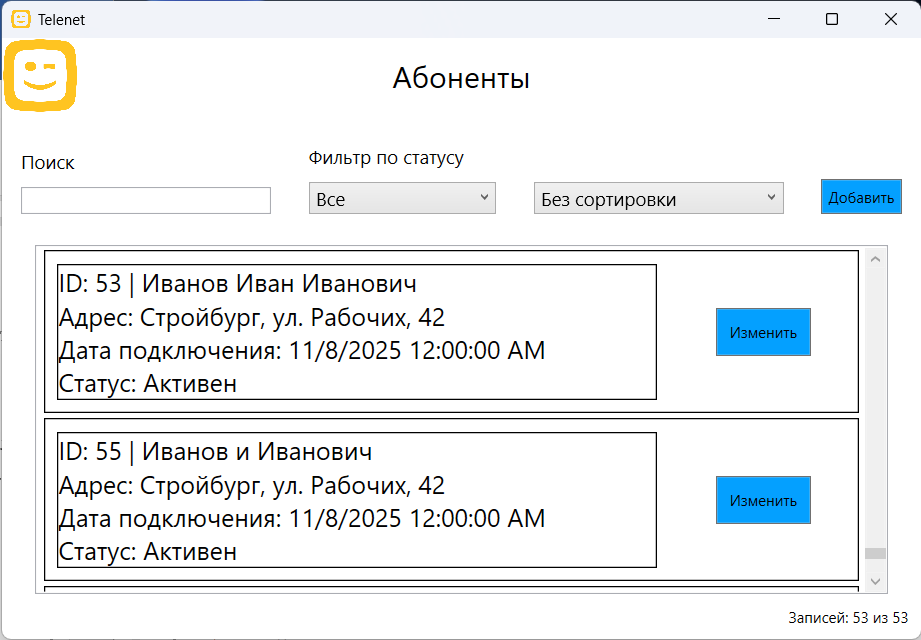 Telenet
Абоненты
Поиск
Фильтр по статусу
Все
Без сортировки
Добавить
ID: 53 | Иванов Иван Иванович
Адрес: Стройбург, ул. Рабочих, 42
Дата подключения: 11/8/2025 12:00:00 AM
Статус: Активен
Изменить
ID: 55 | Иванов и Иванович
Адрес: Стройбург, ул. Рабочих, 42
Дата подключения: 11/8/2025 12:00:00 AM
Статус: Активен
Изменить
Записей: 53 из 53